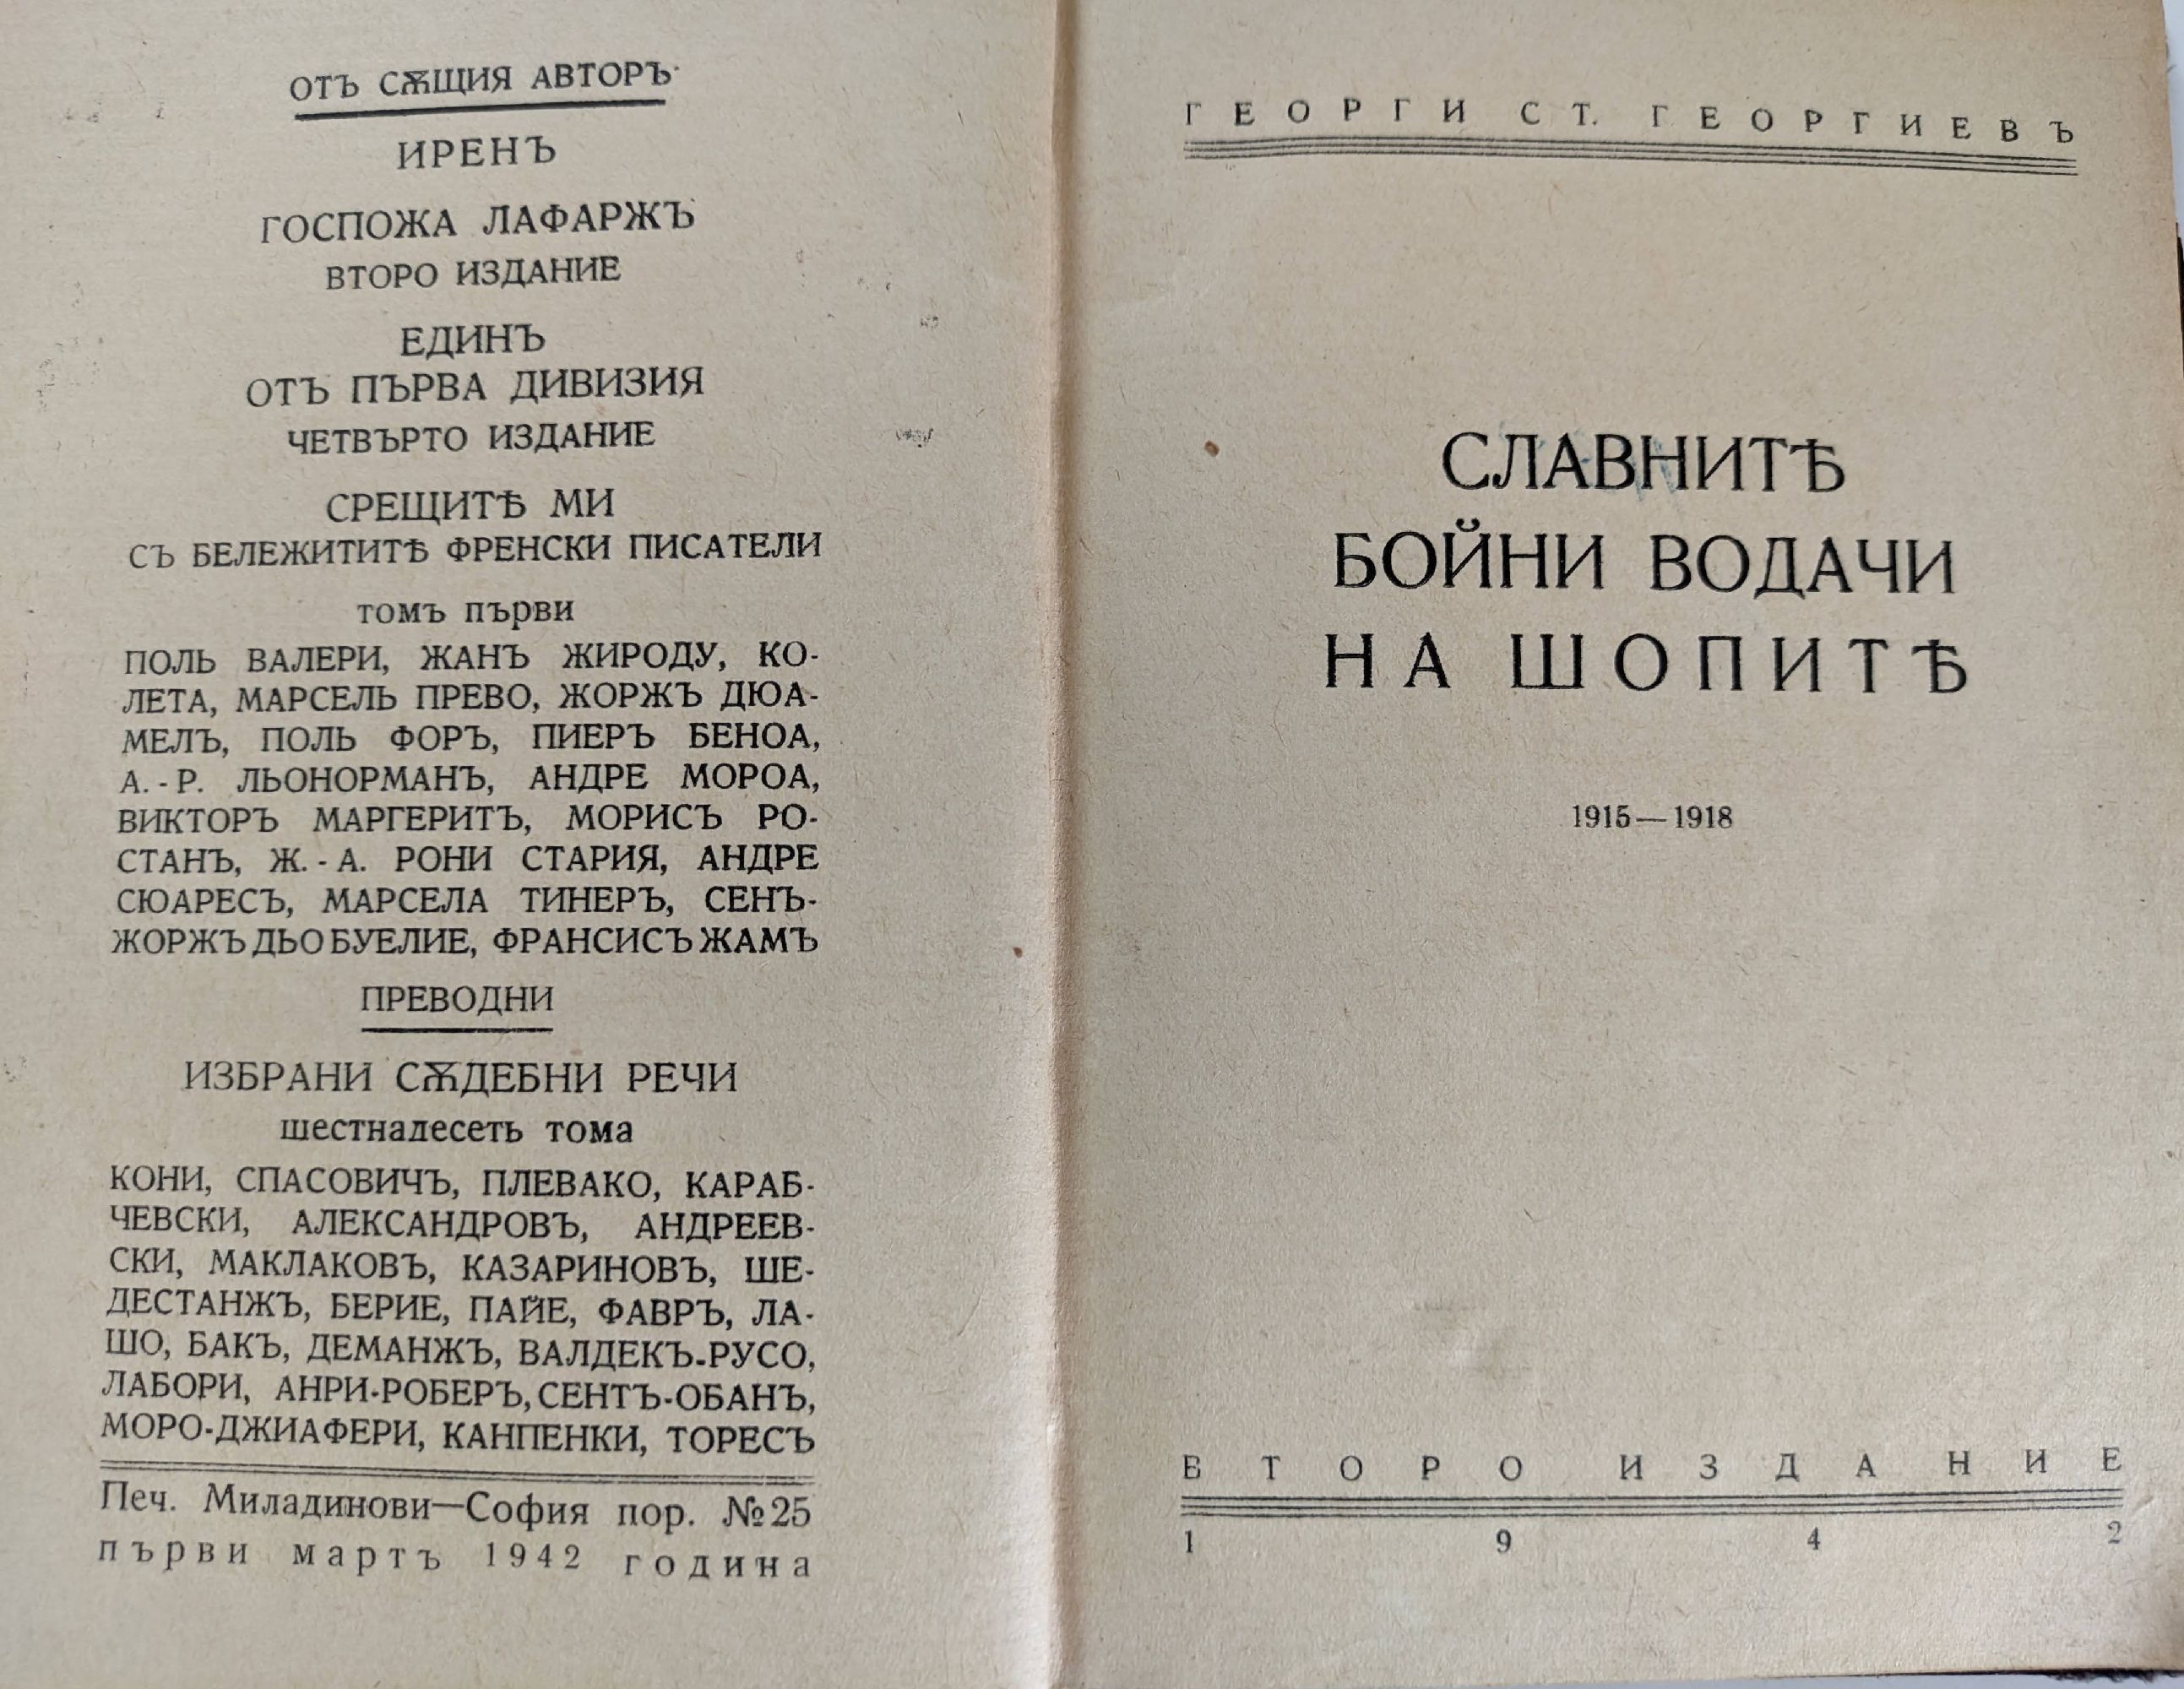 ОТЪ СѪЩИЯ АВТОРЪ
ИРЕНЪ
ГОСПОЖА ЛАФАРЖЪ
ВТОРО ИЗДАНИЕ
ЕДИНЪ
ОТЪ ПЪРВА ДИВИЗИЯ
ЧЕТВЪРТО ИЗДАНИЕ
СРЕЩИТѢ МИ
СЪ БЕЛЕЖИТИТѢ ФРЕНСКИ ПИСАТЕЛИ
томъ първи
ПОЛЬ ВАЛЕРИ, ЖАНЪ ЖИРОДУ, КО-
ЛЕТА, МАРСЕЛЬ ПРЕВО, ЖОРЖЪ ДЮА-
МЕЛЪ, ПОЛЬ ФОРЪ, ПИЕРЪ БЕНОА,
А.-Р. ЛЬОНОРМАНЪ, АНДРЕ МОРОА,
ВИКТОРЪ МАРГЕРИТЪ, МОРИСЪ РО-
СТАНЪ, Ж.-А. РОНИ СТАРИЯ, АНДРЕ
СЮАРЕСЪ, МАРСЕЛА ТИНЕРЪ, СЕНЪ-
ЖОРЖЪ ДЬО БУЕЛИЕ, ФРАНСИСЪ ЖАМЪ
ПРЕВОДНИ
ИЗБРАНИ СѪДЕБНИ РЕЧИ
шестнадесеть тома
КОНИ, СПАСОВИЧЪ, ПЛЕВАКО, КАРАБ-
ЧЕВСКИ, АЛЕКСАНДРОВЪ, АНДРЕЕВ-
СКИ, МАКЛАКОВЪ, КАЗАРИНОВЪ, ШЕ-
ДЕСТАНЖЪ, БЕРИЕ, ПАЙЕ, ФАВРЪ, ЛА-
ШО, БАКЪ, ДЕМАНЖЪ, ВАЛДЕКЪ-РУСО,
ЛАБОРИ, АНРИ-РОБЕРЪ, СЕНТЪ-ОБАНЪ,
МОРО-ДЖИАФЕРИ, КАНПЕНКИ, ТОРЕСЪ
Печ. Миладинови—София пор. №25
първи мартъ 1942 година
ГЕОРГИ СТ. ГЕОРГИЕВЪ
СЛАВНИТѢ
БОЙНИ ВОДАЧИ
НА ШОПИТѢ
1915—1918
ВТОРО ИЗДАНИЕ
1942